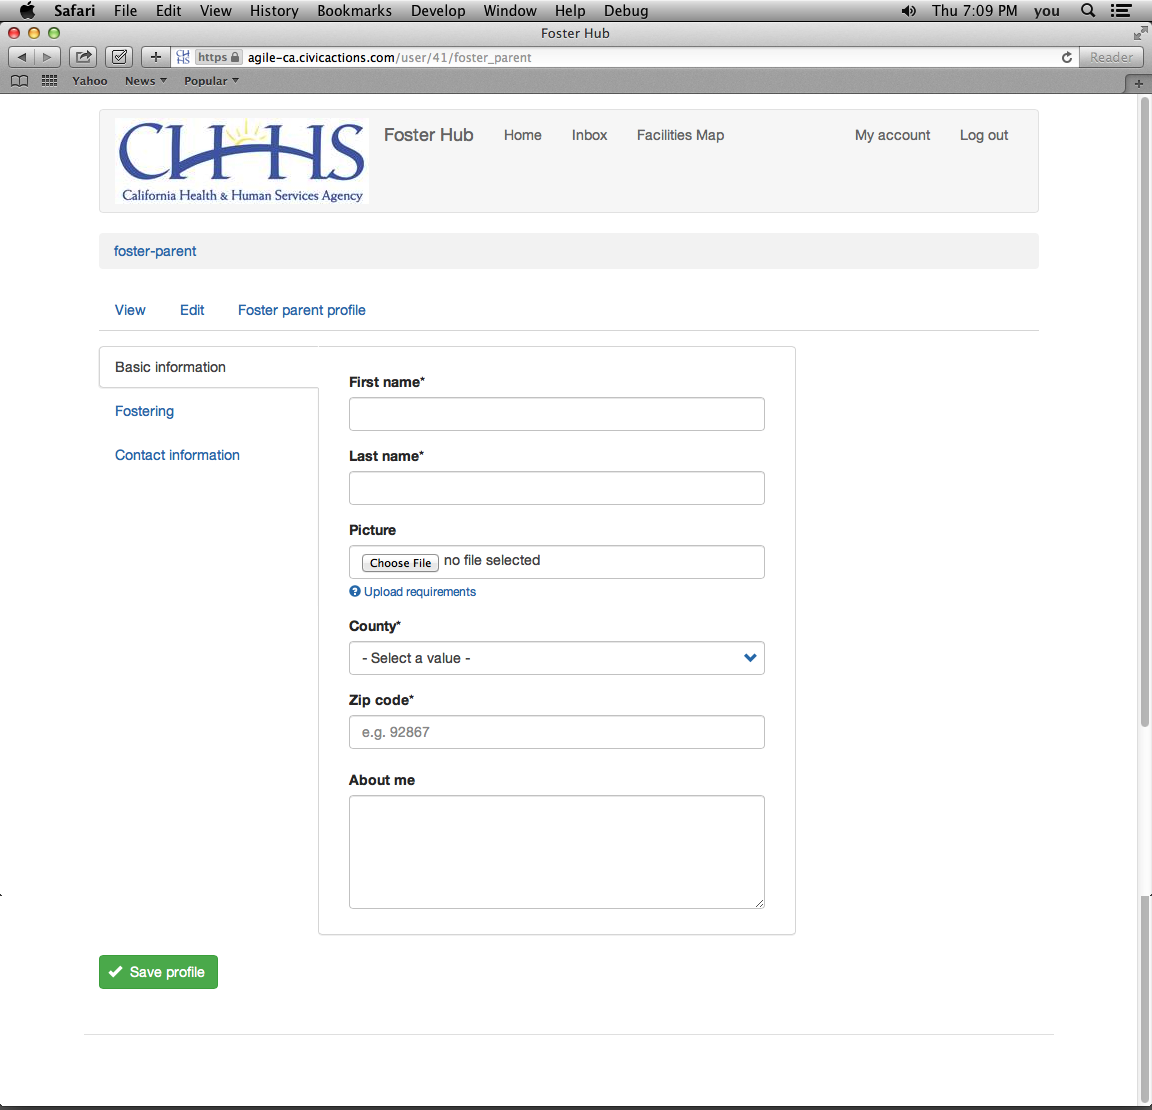 Safari File Edit View History Bookmarks Develop Window Help Debug Thu 7:09 PM you
Foster Hub
https agile-ca.civicactions.com/user/41/foster_parent Reader
Yahoo News Popular
CHHS
California Health & Human Services Agency
Foster Hub Home Inbox Facilities Map My account Log out
foster-parent
View Edit Foster parent profile
Basic information
Fostering
Contact information
First name*
Last name*
Picture
Choose File no file selected
Upload requirements
County*
- Select a value -
Zip code*
e.g. 92867
About me
Save profile